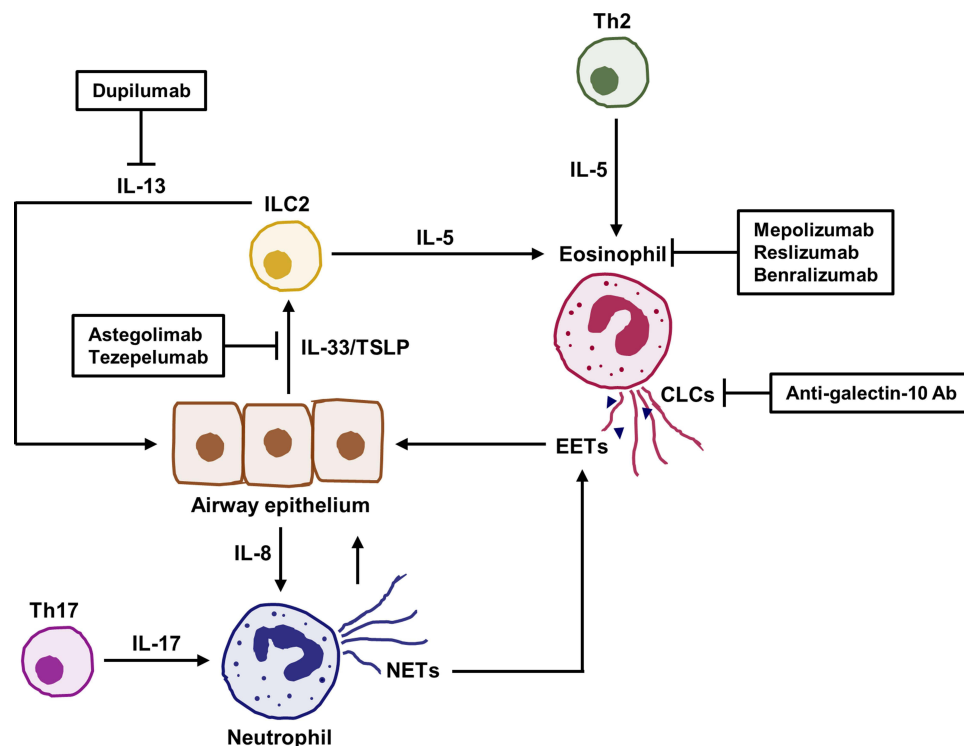 Th2
Dupilumab
IL-5
IL-13
ILC2
IL-5
Eosinophil
Mepolizumab
Reslizumab
Benralizumab
Astegolimab
Tezepelumab
IL-33/TSLP
CLCs
Anti-galectin-10 Ab
EETs
Airway epithelium
IL-8
Th17
IL-17
NETs
Neutrophil